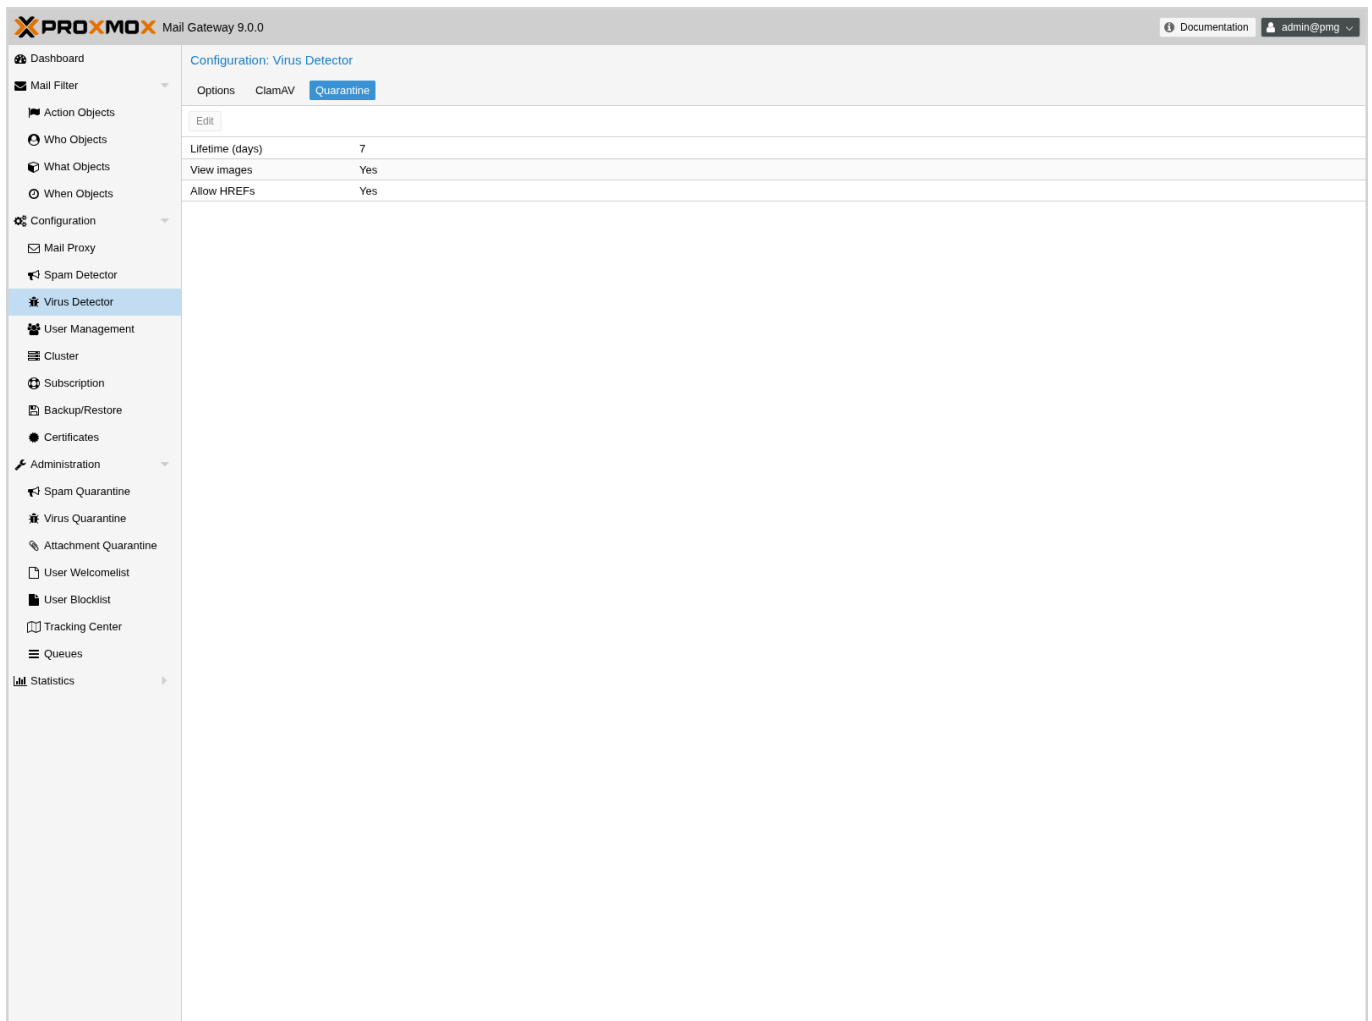 PROXMOX Mail Gateway 9.0.0
Documentation
admin@pmg
Dashboard
Mail Filter
Action Objects
Who Objects
What Objects
When Objects
Configuration
Mail Proxy
Spam Detector
Virus Detector
User Management
Cluster
Subscription
Backup/Restore
Certificates
Administration
Spam Quarantine
Virus Quarantine
Attachment Quarantine
User Welcomelist
User Blocklist
Tracking Center
Queues
Statistics
Configuration: Virus Detector
Options ClamAV Quarantine
Edit
Lifetime (days) 7
View images Yes
Allow HREFs Yes